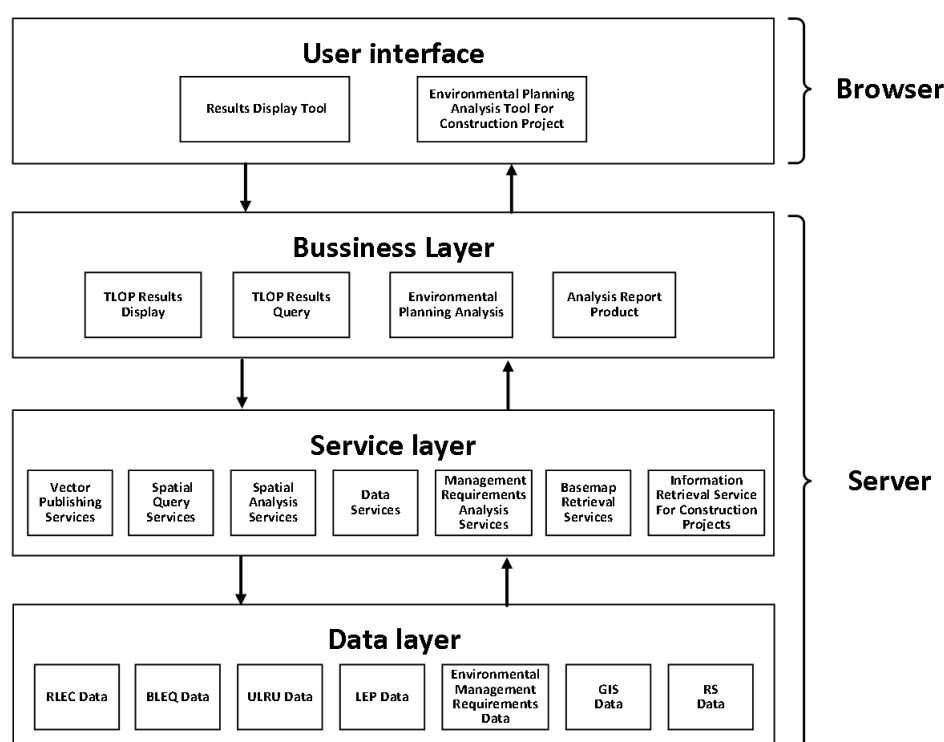 User interface
Results Display Tool
Environmental Planning
Analysis Tool For
Construction Project
Browser
Bussiness Layer
TLOP Results
Display
TLOP Results
Query
Environmental
Planning Analysis
Analysis Report
Product
Service layer
Vector
Publishing
Services
Spatial
Query
Services
Spatial
Analysis
Services
Data
Services
Management
Requirements
Analysis
Services
Basemap
Retrieval
Services
Information
Retrieval Service
For Construction
Projects
Server
Data layer
RLEC Data
BLEQ Data
ULRU Data
LEP Data
Environmental
Management
Requirements
Data
GIS
Data
RS
Data